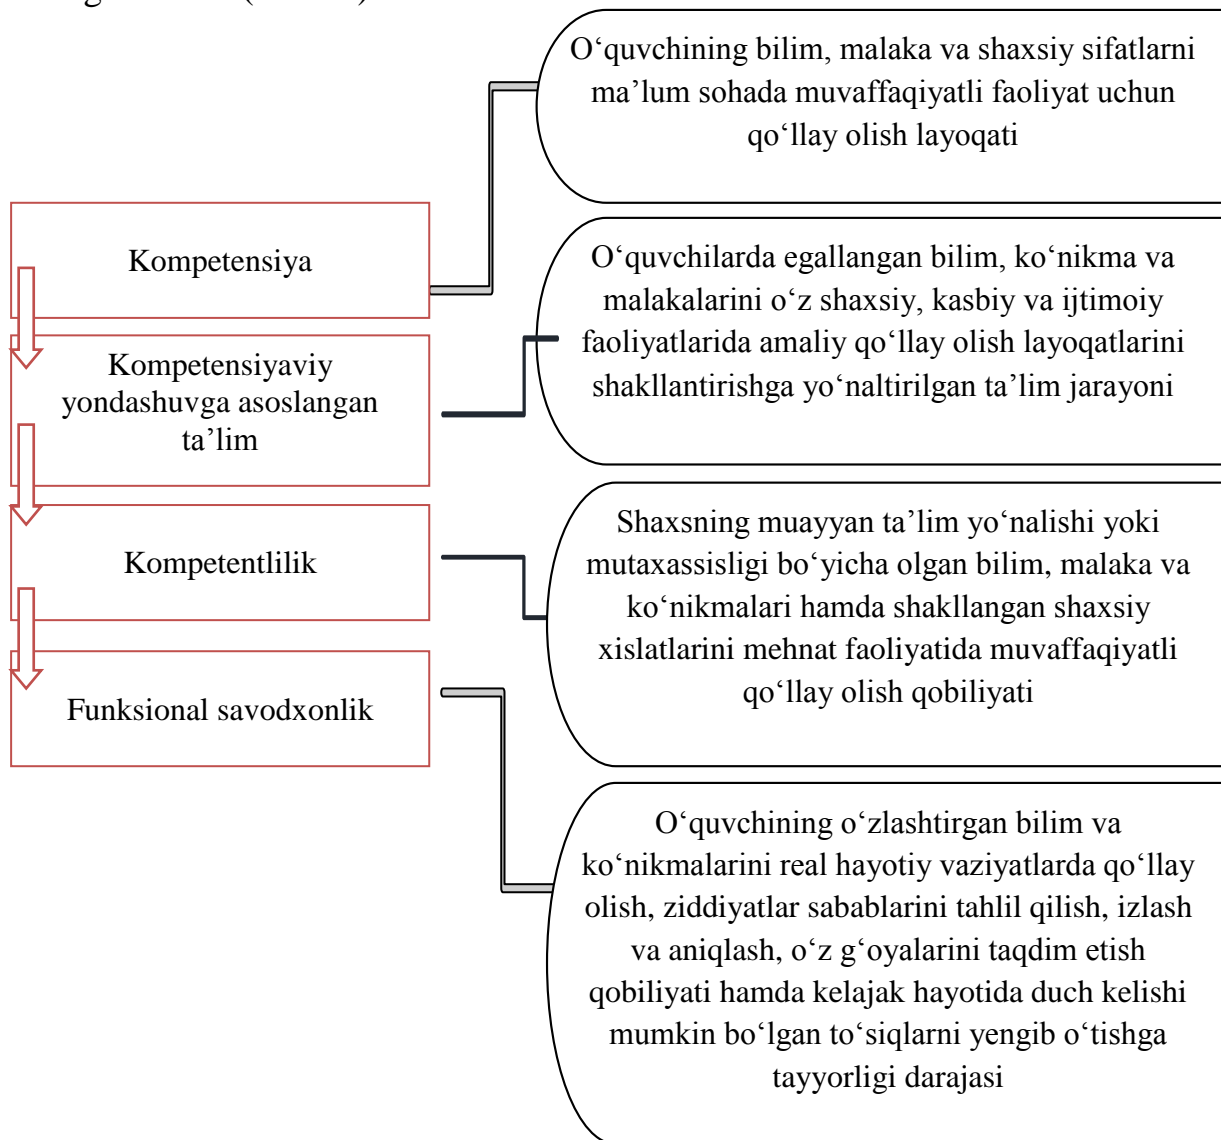 O‘quvchining bilim, malaka va shaxsiy sifatlarni
ma’lum sohada muvaffaqiyatli faoliyat uchun
qo‘llay olish layoqati
Kompetensiya
O‘quvchilarda egallangan bilim, ko‘nikma va
malakalarini o‘z shaxsiy, kasbiy va ijtimoiy
faoliyatlarida amaliy qo‘llay olish layoqatlarini
shakllantirishga yo‘naltirilgan ta’lim jarayoni
Kompetensiyaviy
yondashuvga asoslangan
ta’lim
Shaxsning muayyan ta’lim yo‘nalishi yoki
mutaxassisligi bo‘yicha olgan bilim, malaka va
ko‘nikmalari hamda shakllangan shaxsiy
xislatlarini mehnat faoliyatida muvaffaqiyatli
qo‘llay olish qobiliyati
Kompetentlilik
Funksional savodxonlik
O‘quvchining o‘zlashtirgan bilim va
ko‘nikmalarini real hayotiy vaziyatlarda qo‘llay
olish, ziddiyatlar sabablarini tahlil qilish, izlash
va aniqlash, o‘z g‘oyalarini taqdim etish
qobiliyati hamda kelajak hayotida duch kelishi
mumkin bo‘lgan to‘siqlarni yengib o‘tishga
tayyorligi darajasi